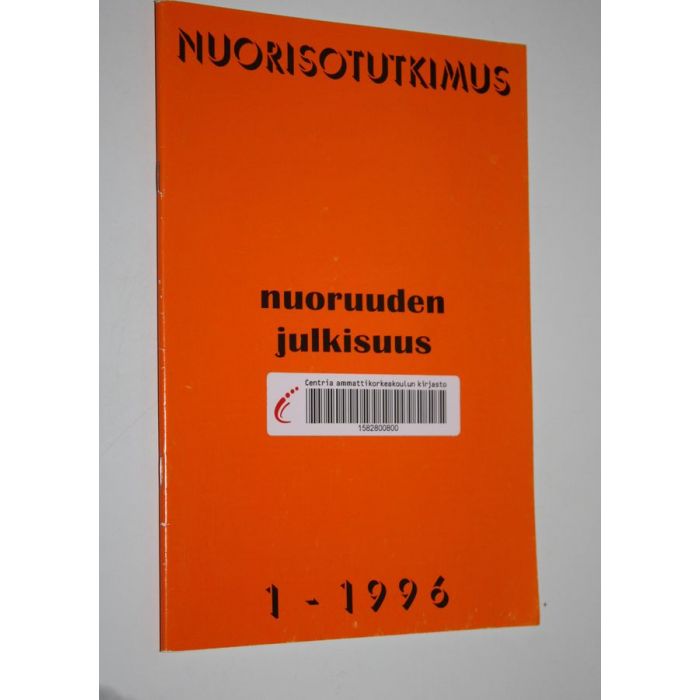 NUORISOTUTKIMUS
nuoruuden
julkisuus
Centria ammattikorkeakoulun kirjasto
1582800800
1 - 1996